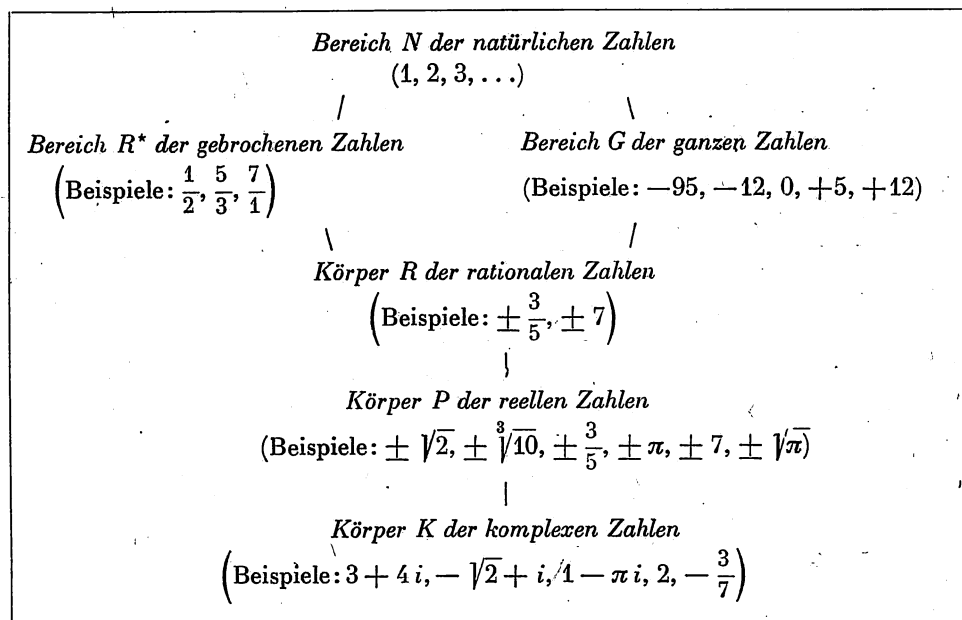 Bereich N der natürlichen Zahlen
(1, 2, 3, ...)
Bereich R* der gebrochenen Zahlen
Bereich G der ganzen Zahlen
(Beispiele: 1/2, 5/3, 7/1)
(Beispiele: −95, −12, 0, +5, +12)
Körper R der rationalen Zahlen
(Beispiele: ± 3/5, ± 7)
Körper P der reellen Zahlen
(Beispiele: ± √2, ± ∛10, ± 3/5, ± π, ± 7, ± √π)
Körper K der komplexen Zahlen
(Beispiele: 3 + 4 i, − √2 + i, 1 − π i, 2, − 3/7)